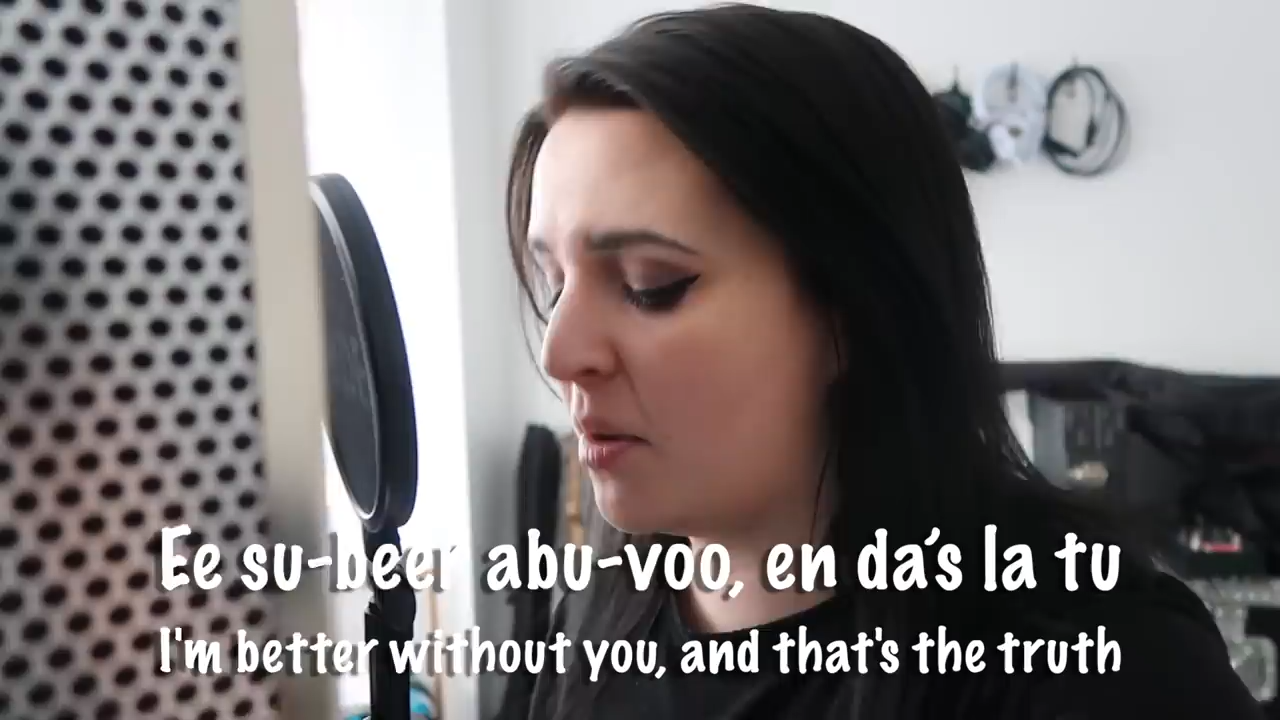 Ee su-beer abu-voo, en da's la tu
I'm better without you, and that's the truth